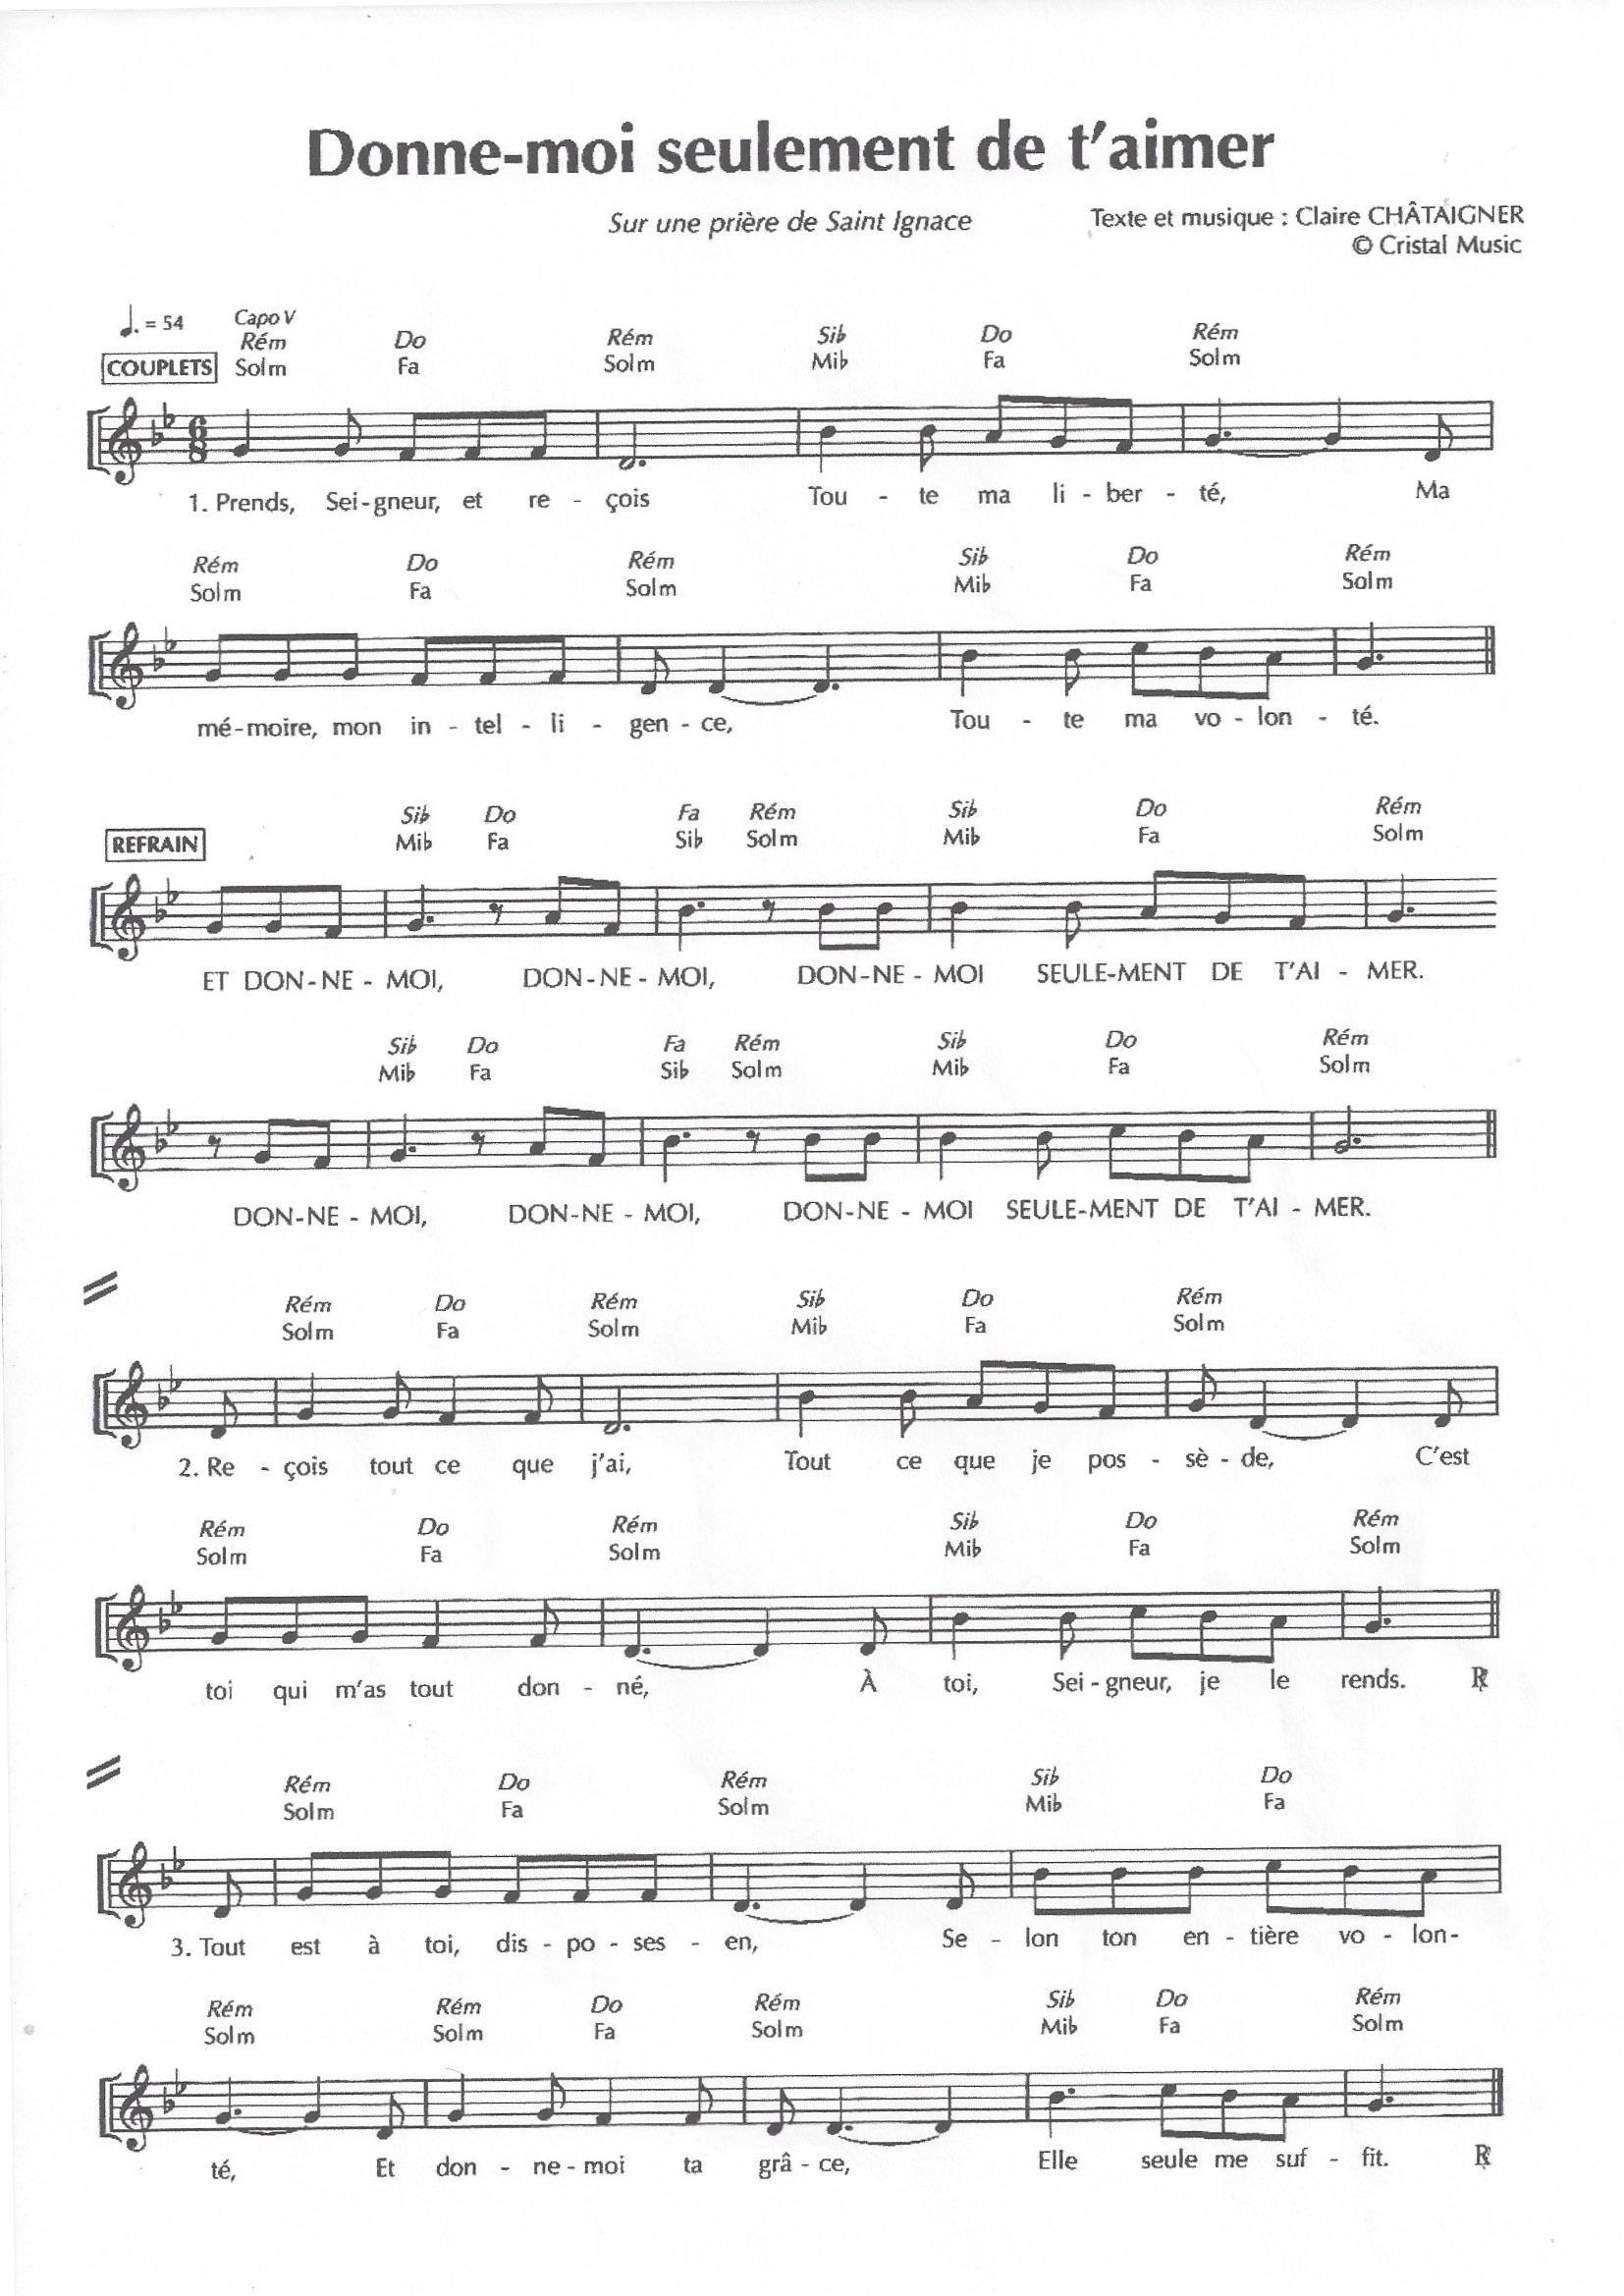 Donne-moi seulement de t'aimer
Sur une prière de Saint Ignace
Texte et musique : Claire CHÂTAIGNER
© Cristal Music
♩. = 54
Capo V
Rém Do Rém Sib Do Rém
COUPLETS Solm Fa Solm Mib Fa Solm
6
8
1. Prends, Sei-gneur, et re - çois Tou - te ma li - ber - té, Ma
Rém Do Rém Sib Do Rém
Solm Fa Solm Mib Fa Solm
mé-moire, mon in - tel - li - gen - ce, Tou - te ma vo - lon - té.
Sib Do Fa Rém Sib Do Rém
REFRAIN Mib Fa Sib Solm Mib Fa Solm
ET DON-NE - MOI, DON-NE - MOI, DON-NE - MOI SEULE-MENT DE T'AI - MER.
Sib Do Fa Rém Sib Do Rém
Mib Fa Sib Solm Mib Fa Solm
DON-NE - MOI, DON-NE - MOI, DON-NE - MOI SEULE-MENT DE T'AI - MER.
Rém Do Rém Sib Do Rém
Solm Fa Solm Mib Fa Solm
2. Re - çois tout ce que j'ai, Tout ce que je pos - sè - de, C'est
Rém Do Rém Sib Do Rém
Solm Fa Solm Mib Fa Solm
toi qui m'as tout don - né, À toi, Sei - gneur, je le rends. ℟
Rém Do Rém Sib Do
Solm Fa Solm Mib Fa
3. Tout est à toi, dis - po - ses - en, Se - lon ton en - tière vo - lon-
Rém Rém Do Rém Sib Do Rém
Solm Solm Fa Solm Mib Fa Solm
té, Et don - ne - moi ta grâ - ce, Elle seule me suf - fit. ℟